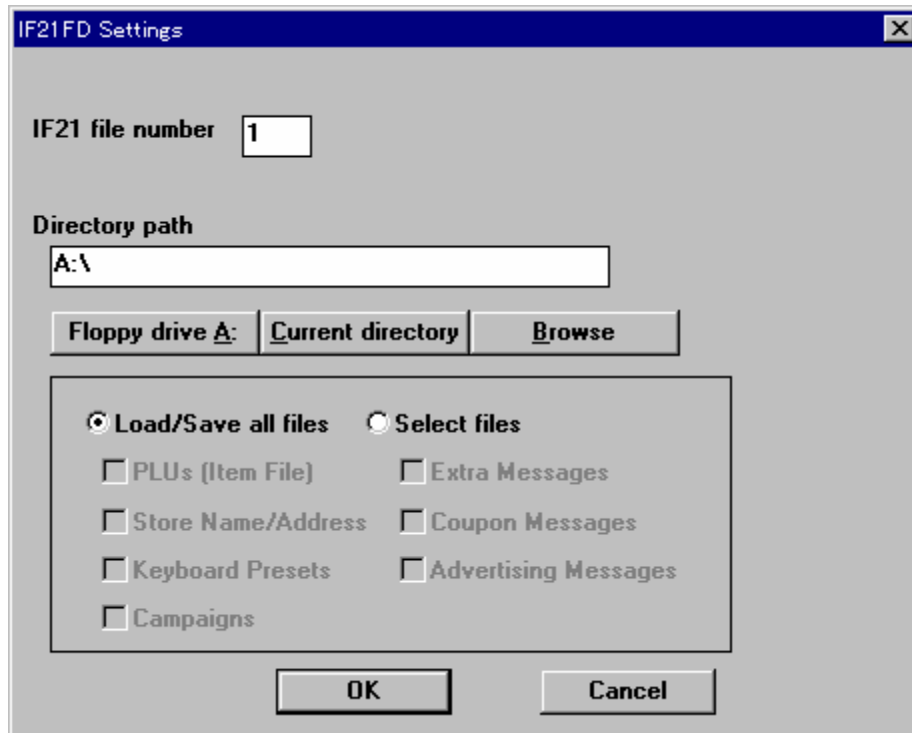 IF21FD Settings
IF21 file number 1
Directory path
A:\
Floppy drive A: Current directory Browse
Load/Save all files Select files
PLUs (Item File) Extra Messages
Store Name/Address Coupon Messages
Keyboard Presets Advertising Messages
Campaigns
OK Cancel